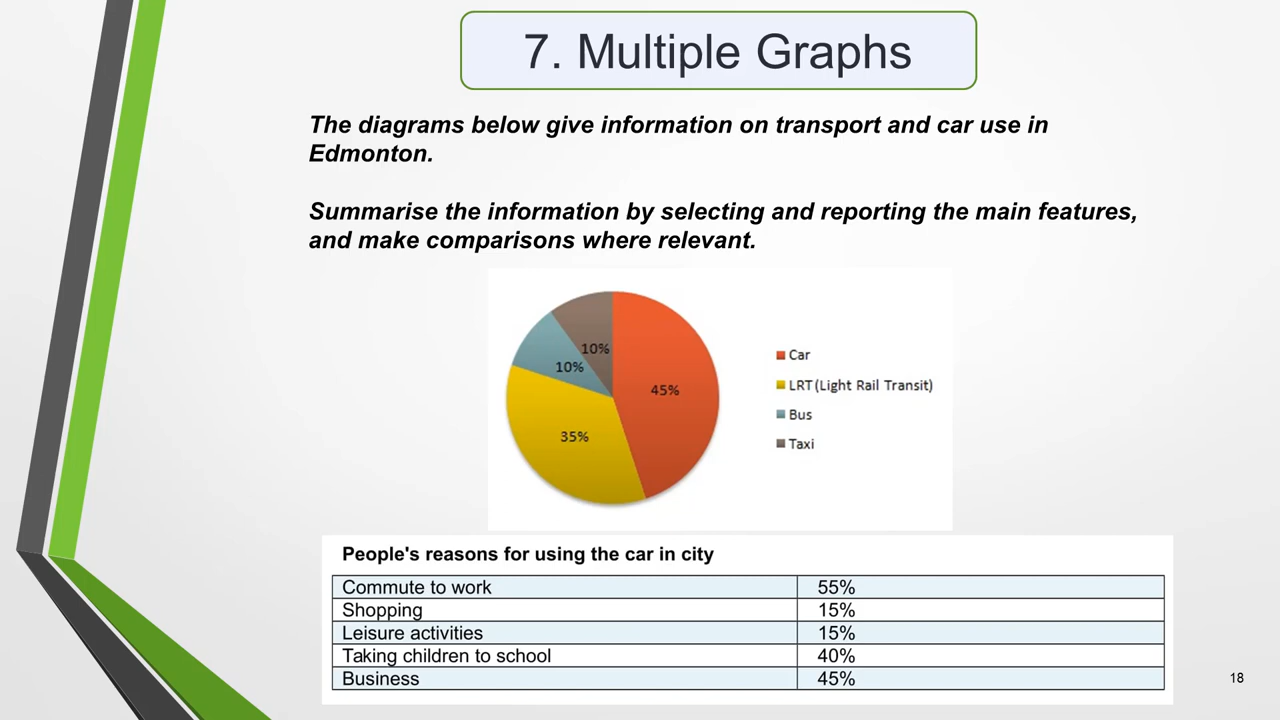 7. Multiple Graphs
The diagrams below give information on transport and car use in
Edmonton.
Summarise the information by selecting and reporting the main features,
and make comparisons where relevant.
10%
10%
45%
35%
Car
LRT(Light Rail Transit)
Bus
Taxi
People's reasons for using the car in city
Commute to work 55%
Shopping 15%
Leisure activities 15%
Taking children to school 40%
Business 45%
18